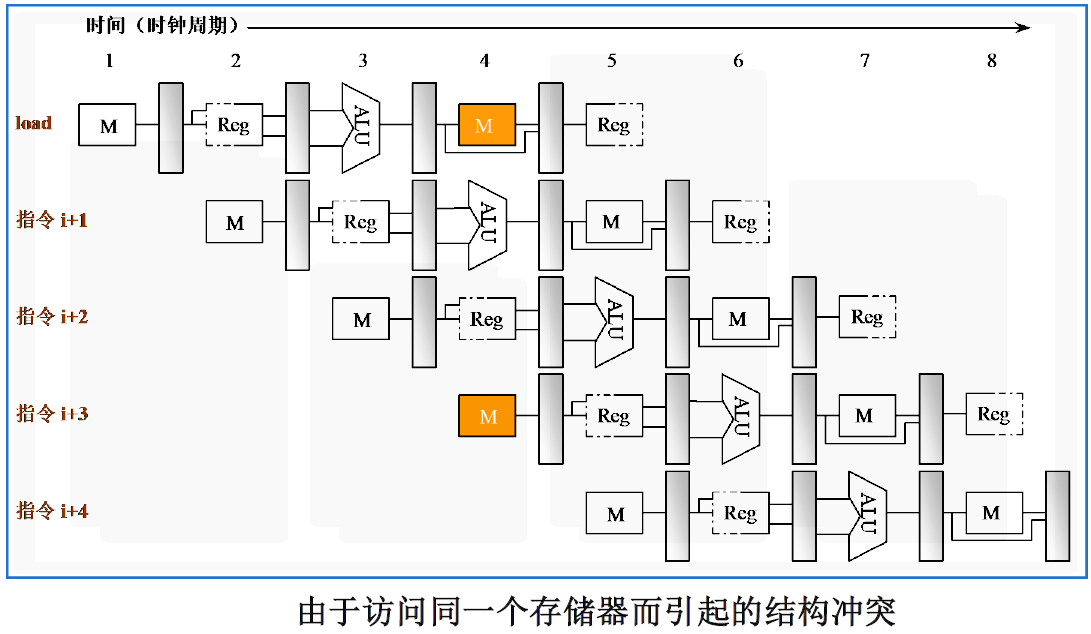 时间（时钟周期）
1 2 3 4 5 6 7 8
load M Reg ALU M Reg
指令 i+1 M Reg ALU M Reg
指令 i+2 M Reg ALU M Reg
指令 i+3 M Reg ALU M Reg
指令 i+4 M Reg ALU M
由于访问同一个存储器而引起的结构冲突